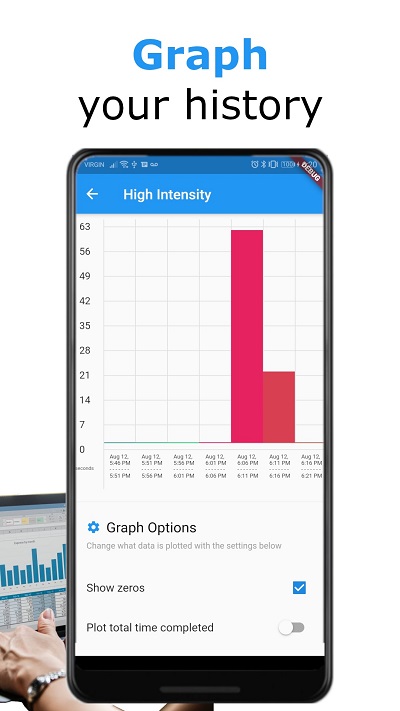 Graph
your history
VIRGIN
100
20
DEBUG
High Intensity
63
56
49
42
35
28
21
14
7
0
seconds
Aug 12, 5:46 PM
5:51 PM
Aug 12, 5:51 PM
5:56 PM
Aug 12, 5:56 PM
6:01 PM
Aug 12, 6:01 PM
6:06 PM
Aug 12, 6:06 PM
6:11 PM
Aug 12, 6:11 PM
6:16 PM
Aug 12, 6:16 PM
6:21 PM
Graph Options
Change what data is plotted with the settings below
Show zeros
Plot total time completed